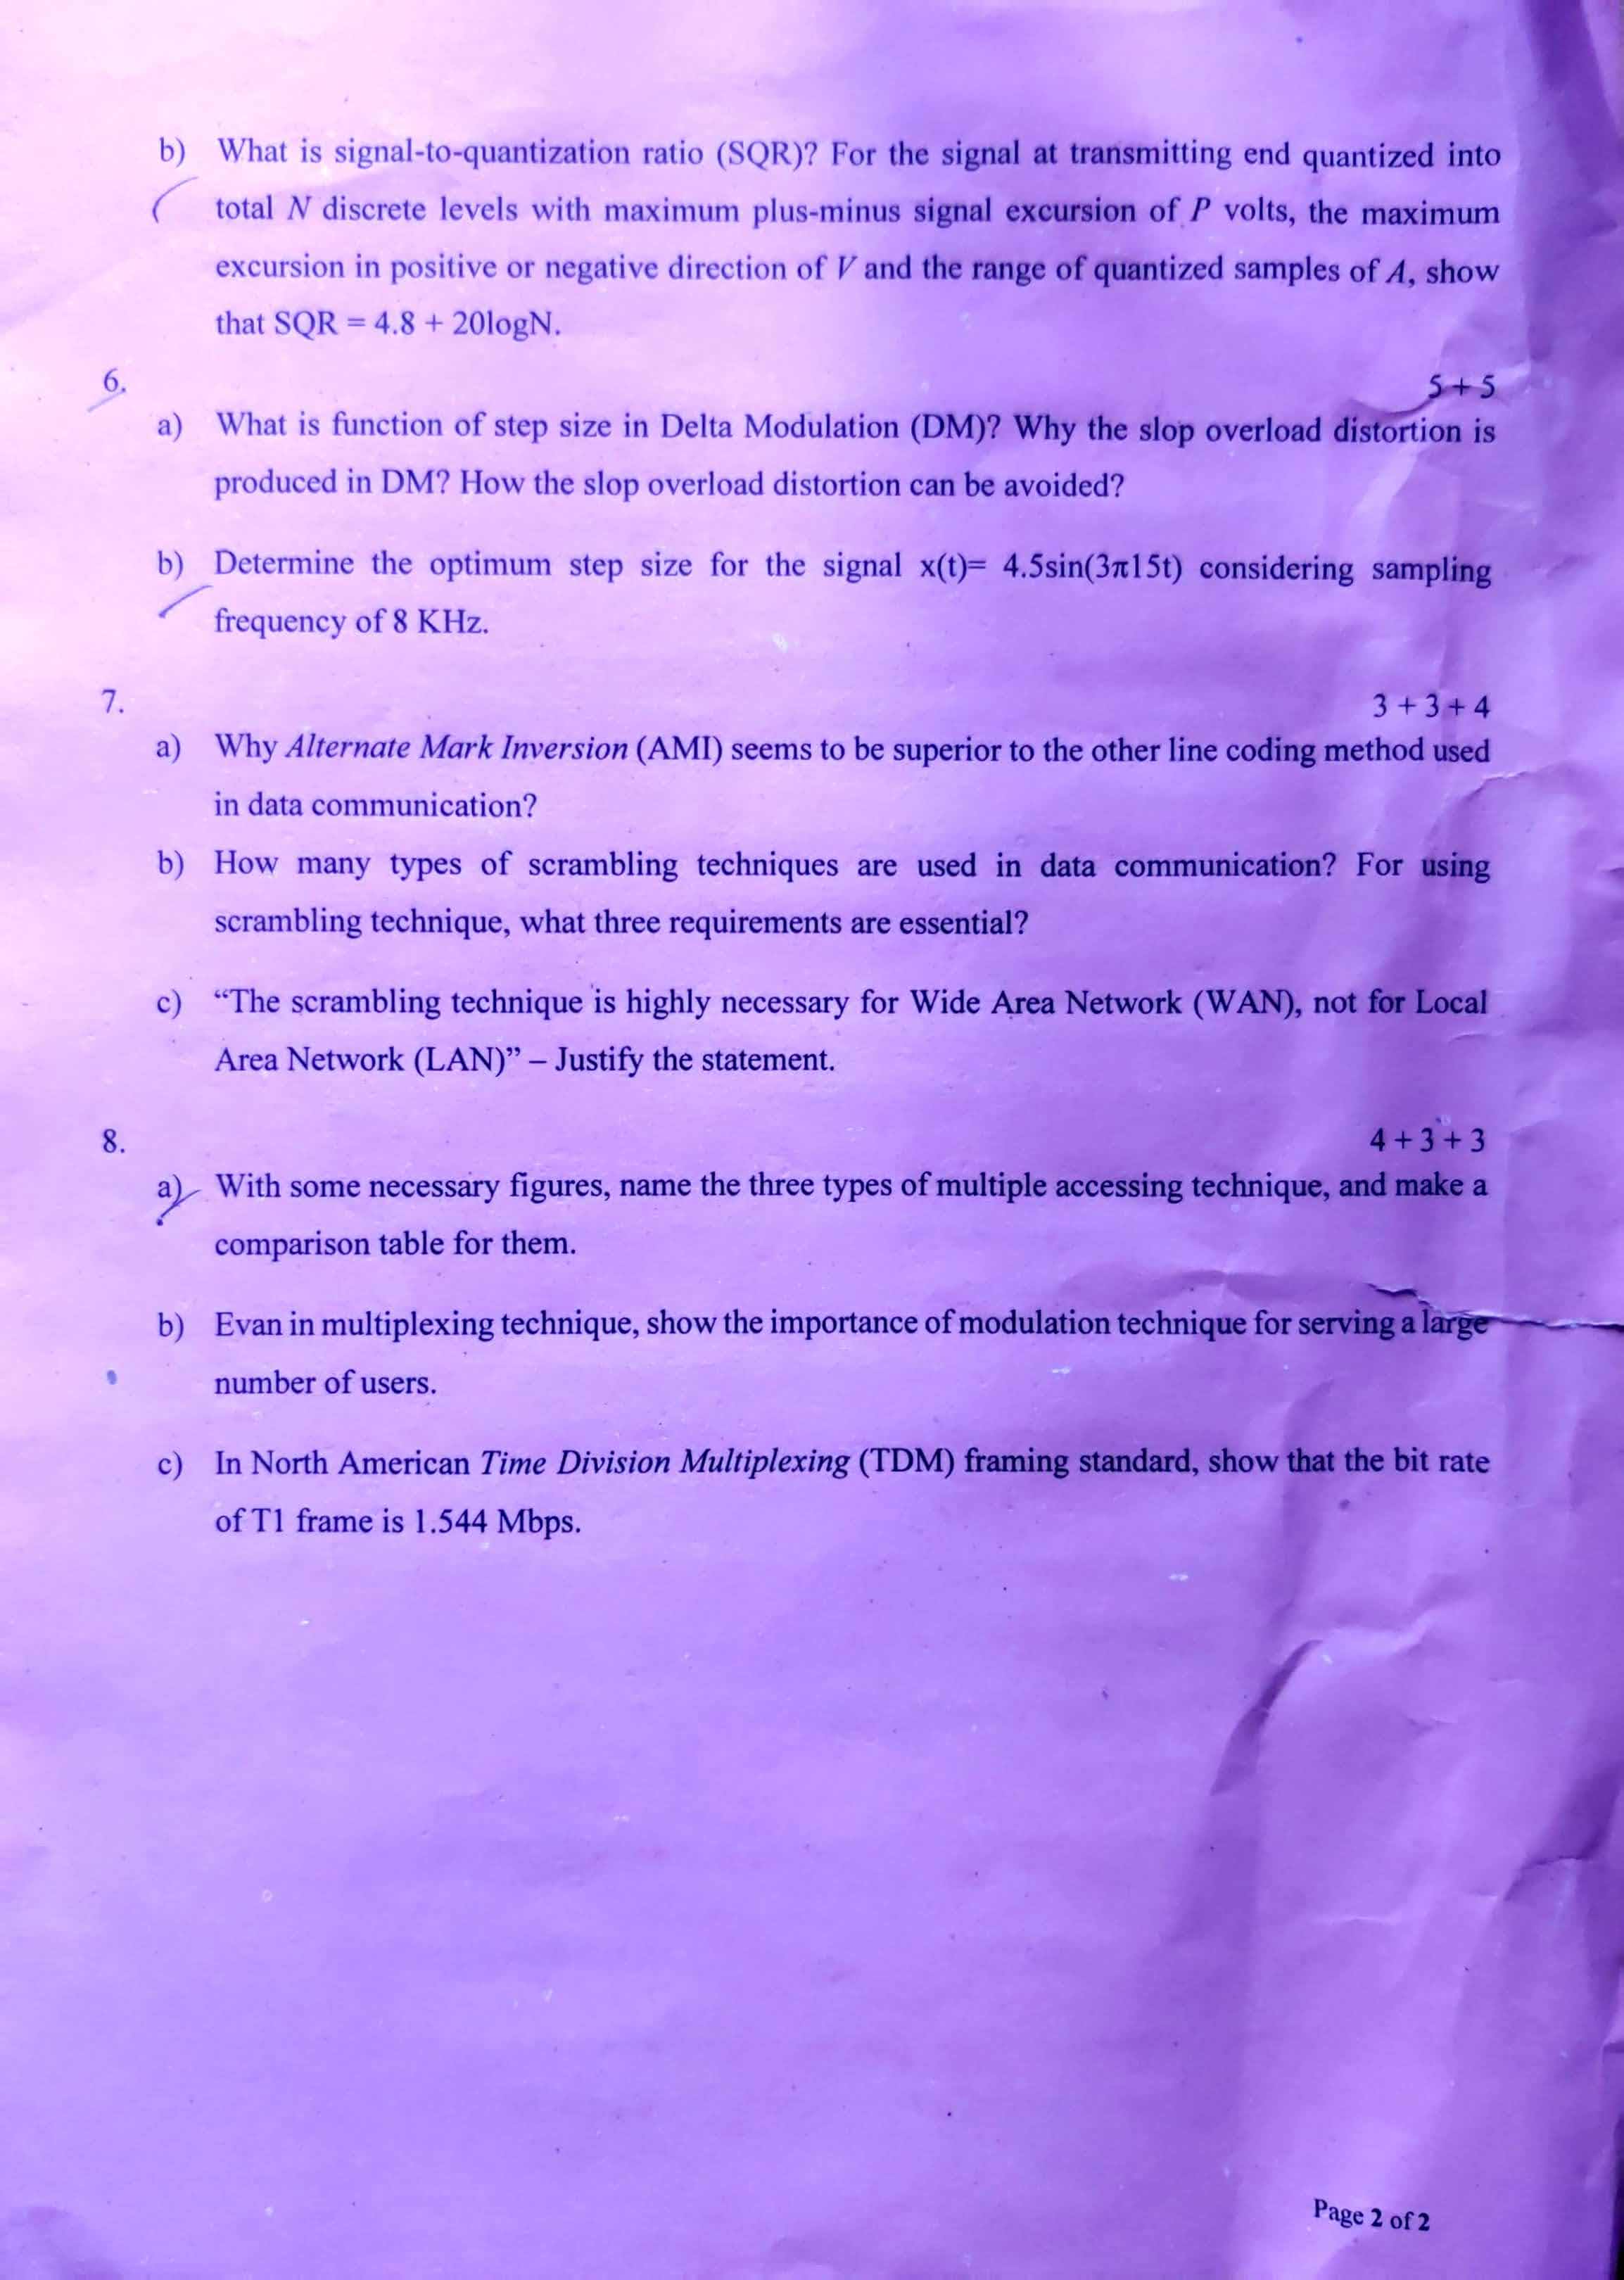 b) What is signal-to-quantization ratio (SQR)? For the signal at transmitting end quantized into
total N discrete levels with maximum plus-minus signal excursion of P volts, the maximum
excursion in positive or negative direction of V and the range of quantized samples of A, show
that SQR = 4.8 + 20logN.
6. 5 + 5
a) What is function of step size in Delta Modulation (DM)? Why the slop overload distortion is
produced in DM? How the slop overload distortion can be avoided?
b) Determine the optimum step size for the signal x(t)= 4.5sin(3π15t) considering sampling
frequency of 8 KHz.
7. 3 + 3 + 4
a) Why Alternate Mark Inversion (AMI) seems to be superior to the other line coding method used
in data communication?
b) How many types of scrambling techniques are used in data communication? For using
scrambling technique, what three requirements are essential?
c) “The scrambling technique is highly necessary for Wide Area Network (WAN), not for Local
Area Network (LAN)” – Justify the statement.
8. 4 + 3 + 3
a) With some necessary figures, name the three types of multiple accessing technique, and make a
comparison table for them.
b) Evan in multiplexing technique, show the importance of modulation technique for serving a large
number of users.
c) In North American Time Division Multiplexing (TDM) framing standard, show that the bit rate
of T1 frame is 1.544 Mbps.
Page 2 of 2